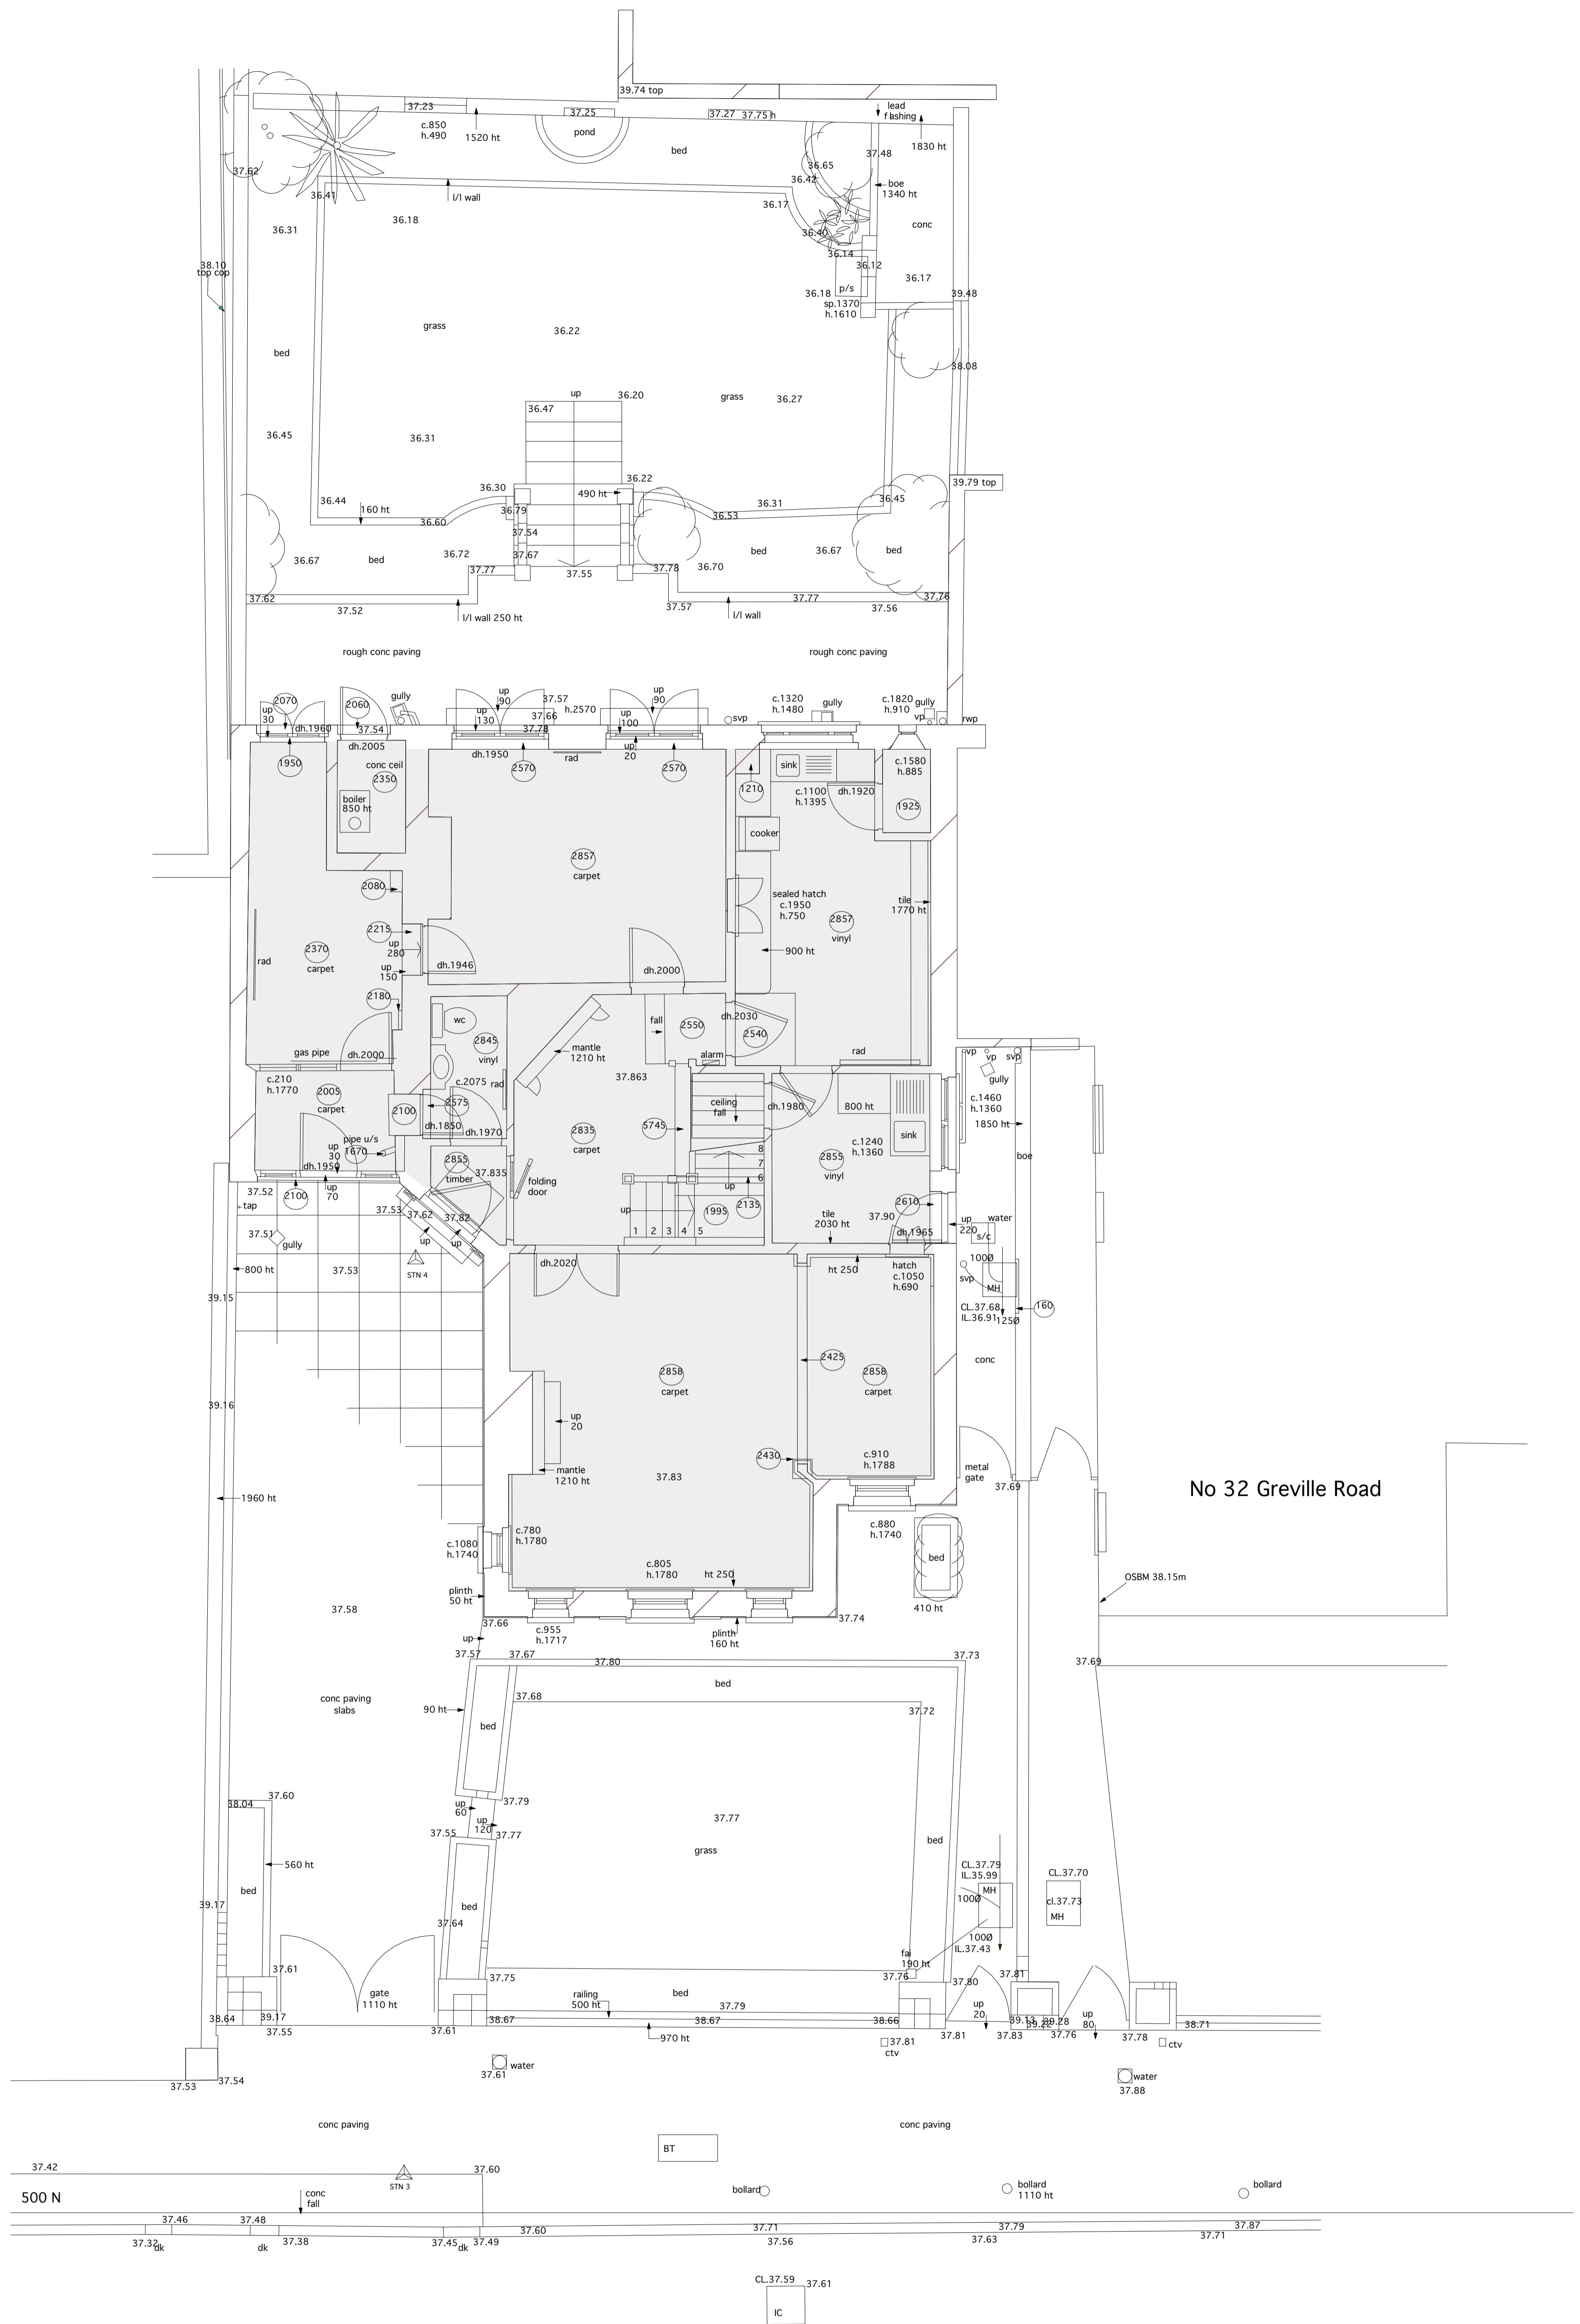 39.74 top
37.23
37.25
37.27
37.75 h
lead
flashing
c.850
h.490
1520 ht
pond
bed
1830 ht
37.48
37.62
36.65
36.42
boe
1340 ht
36.41
l/l wall
36.17
36.18
36.31
36.40
conc
36.14
38.10
top cop
36.12
36.17
p/s
36.18
39.48
sp.1370
h.1610
grass
36.22
bed
38.08
up
36.20
grass
36.27
36.47
36.45
36.31
36.22
39.79 top
36.30
490 ht
36.44
160 ht
36.79
36.31
36.45
36.60
36.53
37.54
36.67
bed
36.72
37.67
bed
36.67
bed
37.77
37.55
37.78
36.70
37.62
37.52
37.57
37.77
37.56
37.76
l/l wall 250 ht
l/l wall
rough conc paving
rough conc paving
2070
2060
gully
up
90
37.57
h.2570
up
90
c.1320
h.1480
gully
c.1820
h.910
gully
up
30
dh.1960
37.54
up
130
37.66
37.78
up
100
svp
vp
rwp
dh.2005
dh.1950
rad
up
20
1950
conc ceil
2350
2570
2570
sink
c.1580
h.885
boiler
850 ht
1210
c.1100
h.1395
dh.1920
1925
cooker
2857
carpet
2080
sealed hatch
c.1950
h.750
tile
1770 ht
2857
vinyl
2215
up
280
2370
carpet
rad
up
150
dh.1946
dh.2000
900 ht
2180
wc
fall
2550
dh.2030
2540
2845
vinyl
mantle
1210 ht
gas pipe
dh.2000
alarm
rad
vp
vp
svp
gully
c.210
h.1770
2005
carpet
c.2075
rad
37.863
2100
2575
ceiling
fall
dh.1980
800 ht
c.1460
h.1360
1850 ht
dh.1850
dh.1970
2835
carpet
5745
sink
c.1240
h.1360
boe
pipe u/s
1670
up
30
dh.1950
2855
timber
37.835
folding
door
8
7
6
up
2855
vinyl
37.52
2100
up
70
tap
37.53
37.62
37.82
up
1
2
3
4
5
1995
2135
tile
2030 ht
37.90
2610
dh.1965
up
220
water
s/c
37.51
gully
up
up
STN 4
800 ht
37.53
dh.2020
ht 250
hatch
c.1050
h.690
svp
100Ø
MH
39.15
CL.37.68
IL.36.91
125Ø
160
conc
2425
2858
carpet
2858
carpet
39.16
up
20
2430
c.910
h.1788
mantle
1210 ht
37.83
metal
gate
37.69
No 32 Greville Road
1960 ht
c.780
h.1780
c.1080
h.1740
c.880
h.1740
bed
c.805
h.1780
ht 250
OSBM 38.15m
plinth
50 ht
410 ht
37.58
37.66
c.955
h.1717
plinth
160 ht
37.74
up
37.57
37.67
37.80
37.73
37.69
bed
conc paving
slabs
90 ht
37.68
37.72
bed
37.60
38.04
up
60
37.79
37.77
up
120
37.55
37.77
bed
grass
560 ht
CL.37.79
IL.35.99
CL.37.70
bed
MH
100Ø
cl.37.73
MH
39.17
bed
37.64
100Ø
IL.37.43
fai
190 ht
37.61
37.75
37.76
37.80
37.81
gate
1110 ht
railing
500 ht
bed
37.79
up
20
up
80
38.64
39.17
37.55
37.61
38.67
38.67
38.66
37.81
37.83
39.13
39.22
39.28
37.76
37.78
38.71
970 ht
37.81
ctv
ctv
water
37.61
water
37.88
37.53
37.54
conc paving
conc paving
BT
37.42
37.60
STN 3
bollard
bollard
1110 ht
bollard
500 N
conc
fall
37.46
37.48
37.60
37.71
37.79
37.87
37.32
dk
dk
37.38
37.45
dk
37.49
37.56
37.63
37.71
CL.37.59
37.61
IC